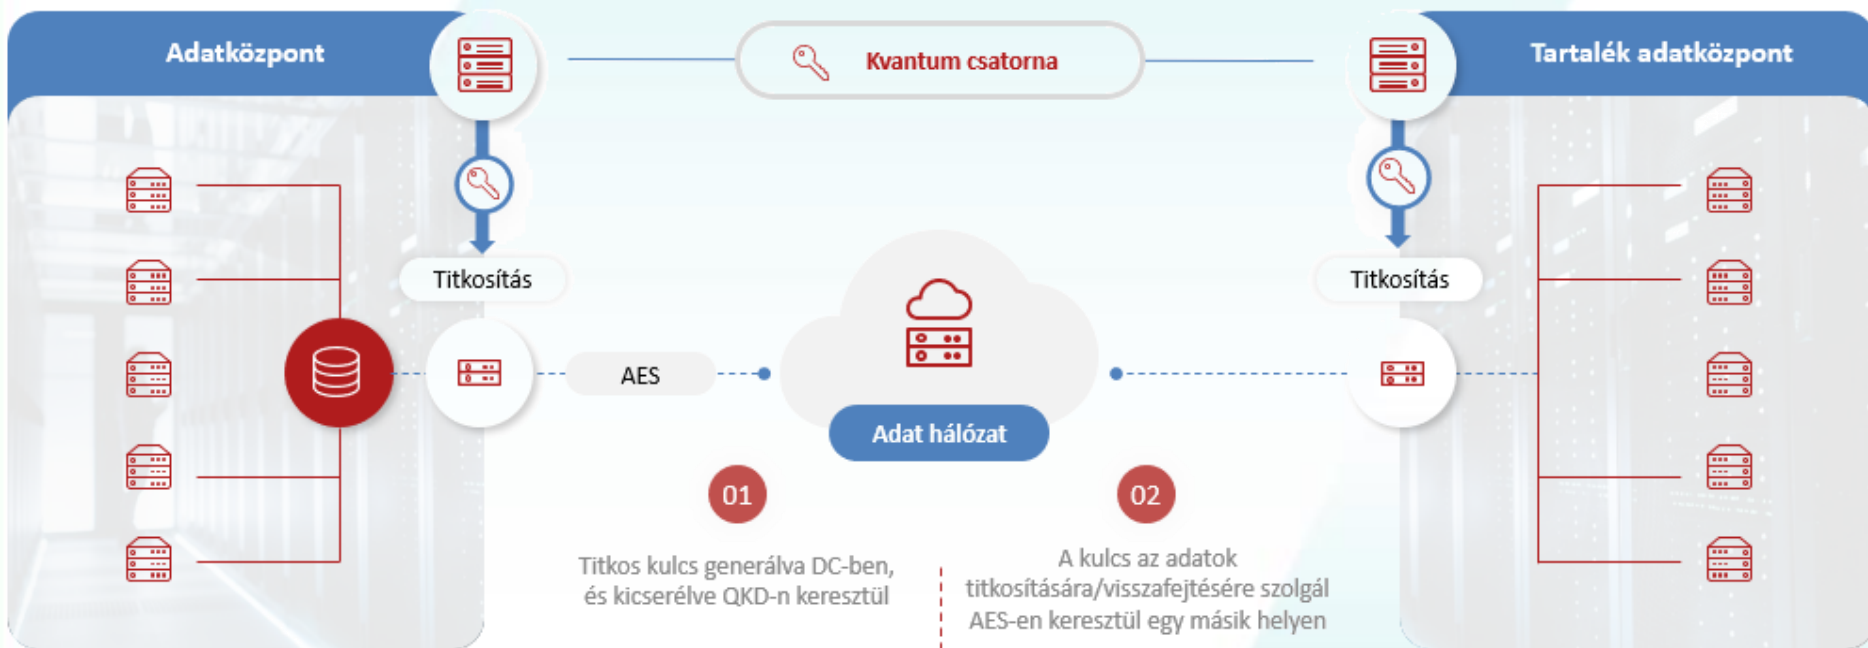 Adatközpont
Kvantum csatorna
Tartalék adatközpont
Titkosítás
Titkosítás
AES
Adat hálózat
01
Titkos kulcs generálva DC-ben,
és kicserélve QKD-n keresztül
02
A kulcs az adatok
titkosítására/visszafejtésére szolgál
AES-en keresztül egy másik helyen